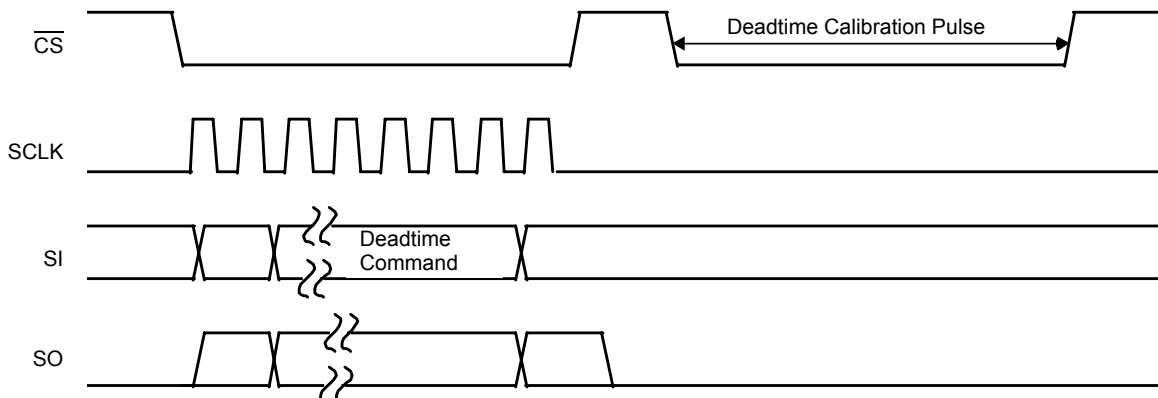 CS
Deadtime Calibration Pulse
SCLK
SI
Deadtime
Command
SO